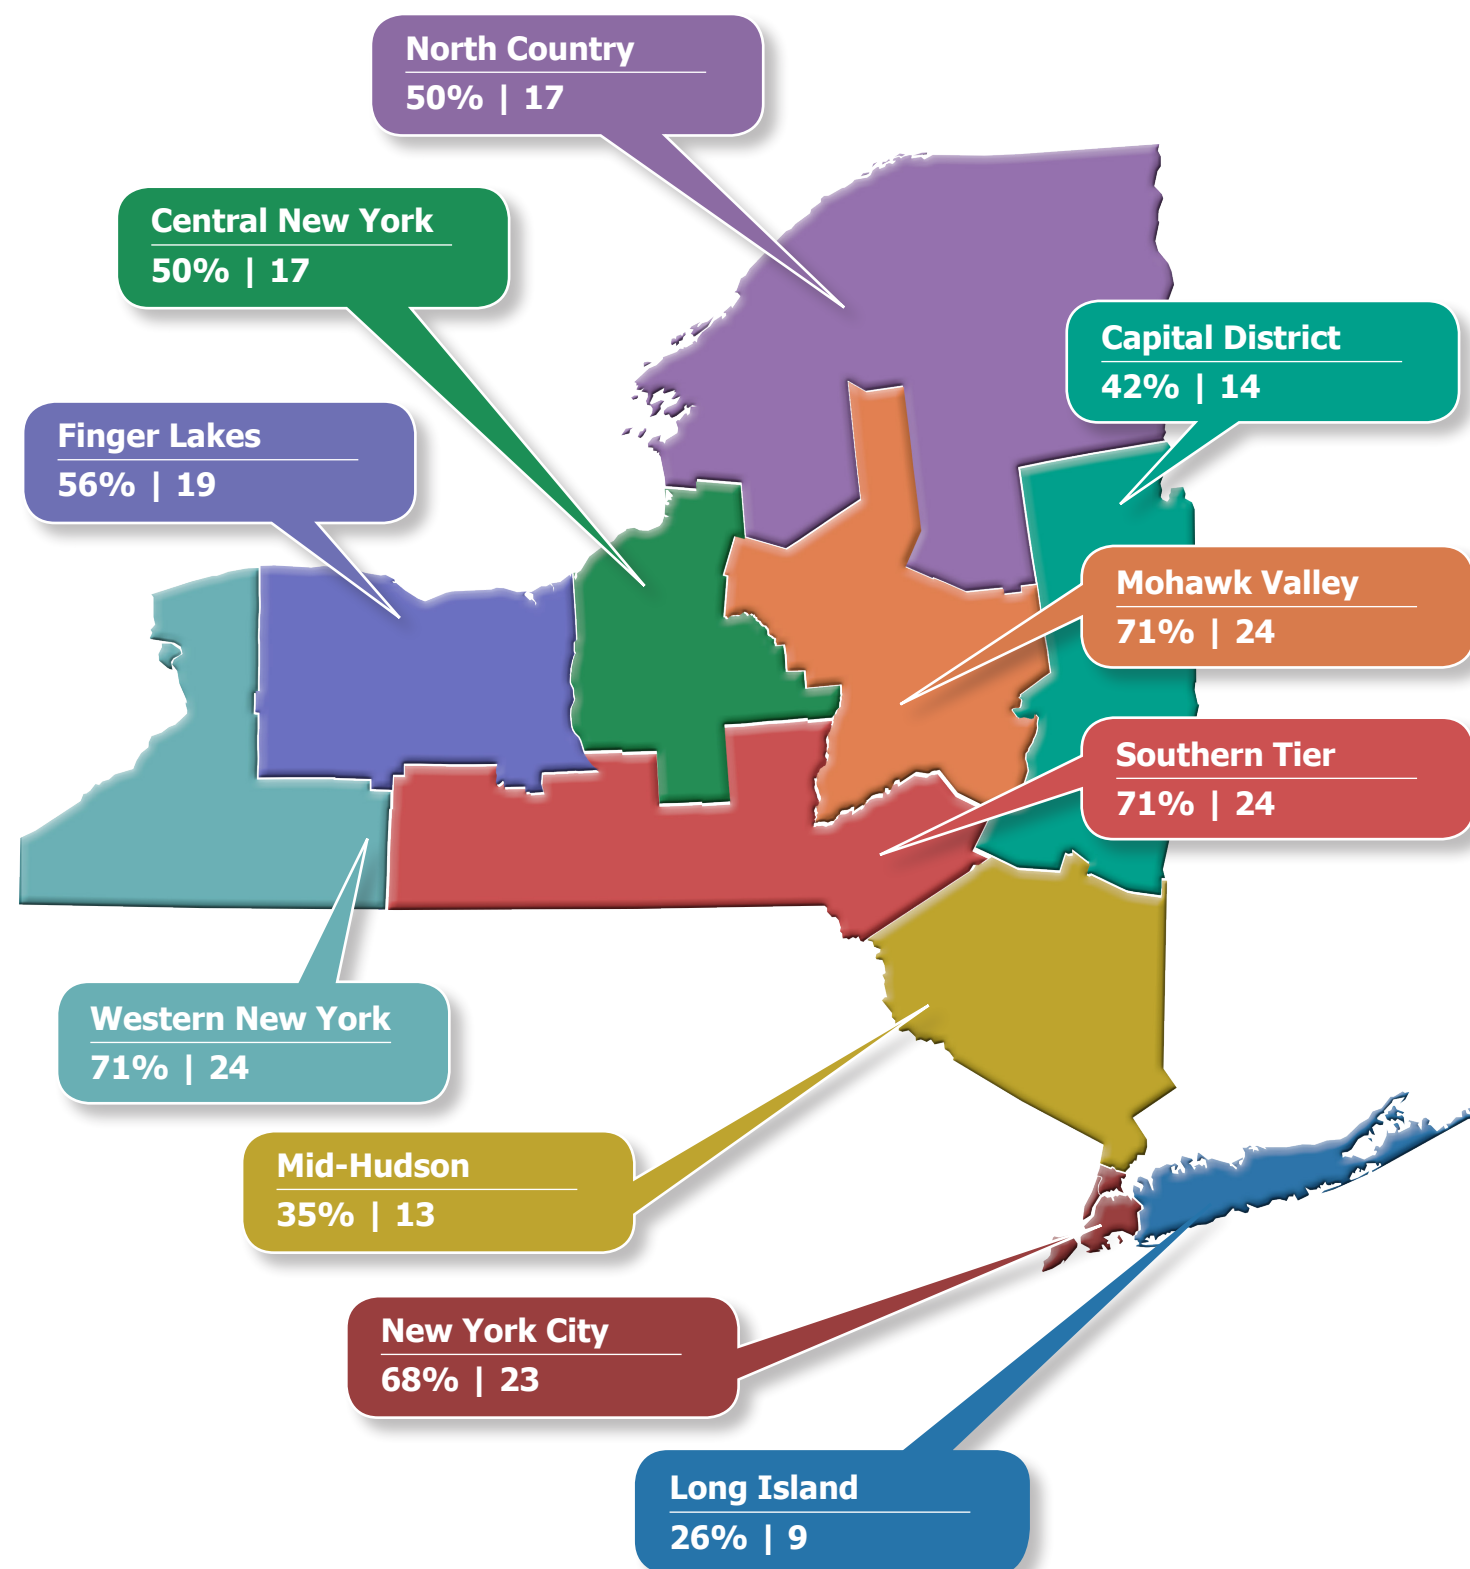 North Country
50% | 17
Central New York
50% | 17
Capital District
42% | 14
Finger Lakes
56% | 19
Mohawk Valley
71% | 24
Southern Tier
71% | 24
Western New York
71% | 24
Mid-Hudson
35% | 13
New York City
68% | 23
Long Island
26% | 9